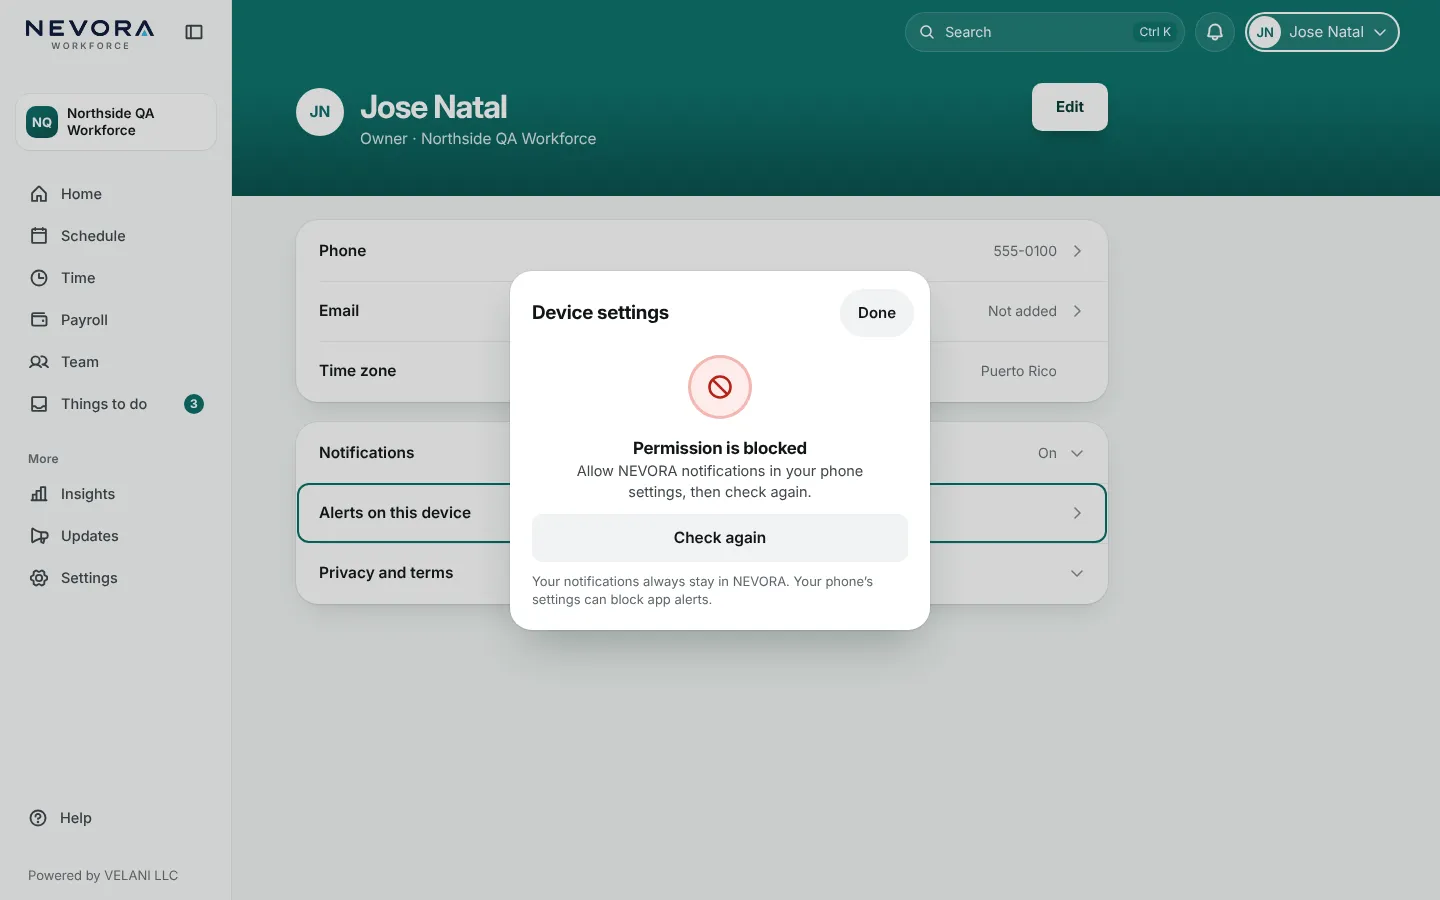 NEVORA
WORKFORCE
Search
Ctrl K
JN
Jose Natal
NQ
Northside QA
Workforce
Home
Schedule
Time
Payroll
Team
Things to do
3
More
Insights
Updates
Settings
Help
Powered by VELANI LLC
JN
Jose Natal
Owner · Northside QA Workforce
Edit
Phone
555-0100
Email
Not added
Time zone
Puerto Rico
Notifications
On
Alerts on this device
Privacy and terms
Device settings
Done
Permission is blocked
Allow NEVORA notifications in your phone
settings, then check again.
Check again
Your notifications always stay in NEVORA. Your phone’s
settings can block app alerts.